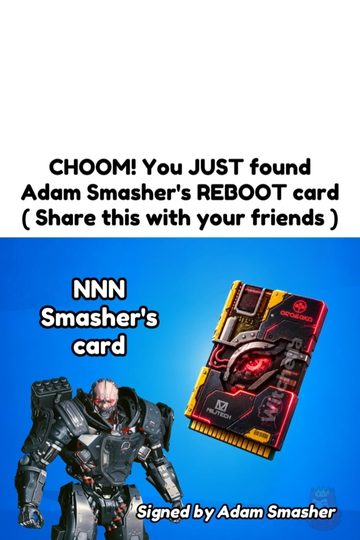 CHOOM! You JUST found
Adam Smasher's REBOOT card
( Share this with your friends )
NNN
Smasher's
card
MILITECH
Signed by Adam Smasher